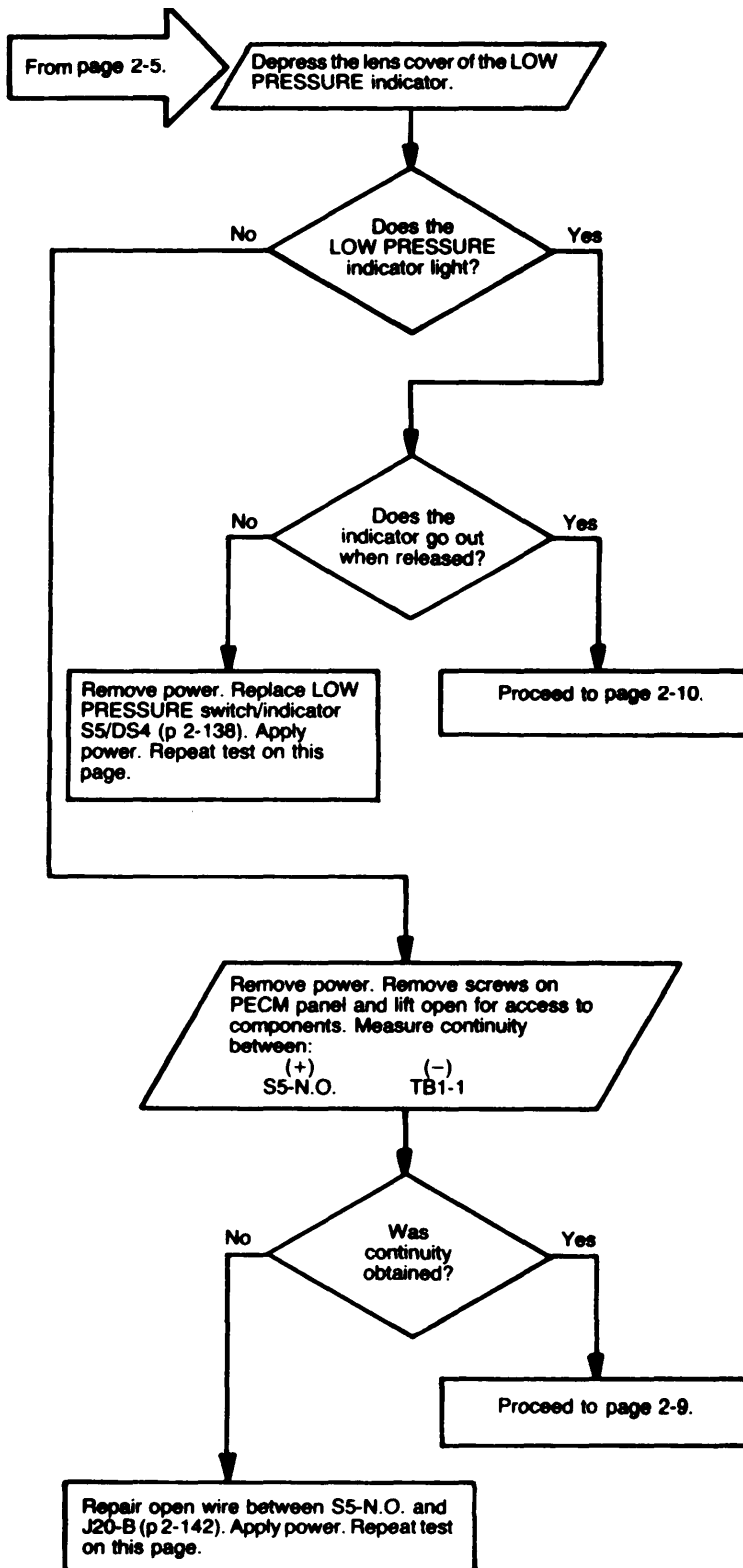 From page 2-5.
Depress the lens cover of the LOW
PRESSURE indicator.
Does the
LOW PRESSURE
indicator light?
No
Yes
Does the
indicator go out
when released?
No
Yes
Remove power. Replace LOW
PRESSURE switch/indicator
S5/DS4 (p 2-138). Apply
power. Repeat test on this
page.
Proceed to page 2-10.
Remove power. Remove screws on
PECM panel and lift open for access to
components. Measure continuity
between:
(+) (−)
S5-N.O. TB1-1
Was
continuity
obtained?
No
Yes
Proceed to page 2-9.
Repair open wire between S5-N.O. and
J20-B (p 2-142). Apply power. Repeat test
on this page.